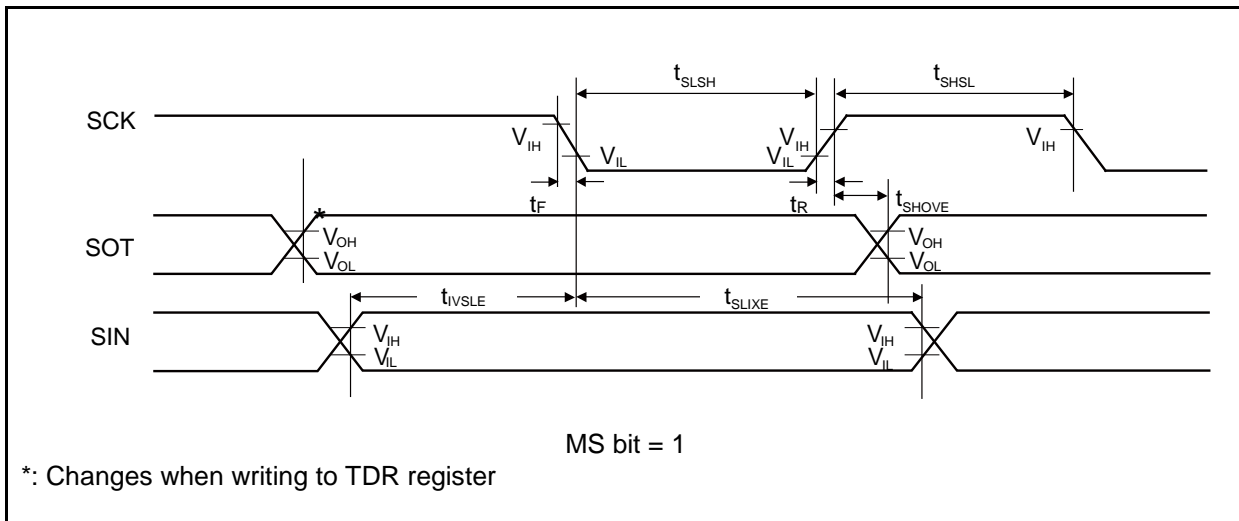 tSLSH tSHSL
SCK
VIH VIL VIH VIL VIH
tF tR tSHOVE
*
SOT
VOH VOL VOH VOL
tIVSLE tSLIXE
SIN
VIH VIL VIH VIL
MS bit = 1
*: Changes when writing to TDR register